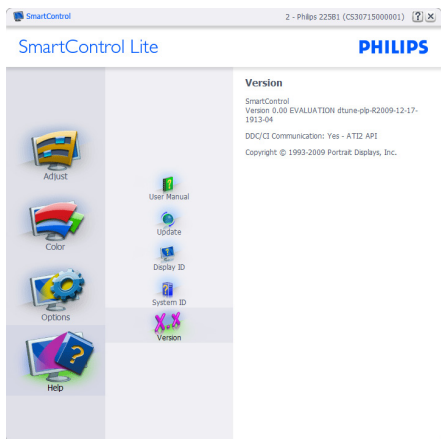 SmartControl
2 - Philips 225B1 (CS30715000001)
SmartControl Lite
PHILIPS
Adjust
Color
Options
Help
User Manual
Update
Display ID
System ID
X.X
Version
Version
SmartControl
Version 0.00 EVALUATION dtune-plp-R2009-12-17-
1913-04
DDC/CI Communication: Yes - ATI2 API
Copyright © 1993-2009 Portrait Displays, Inc.